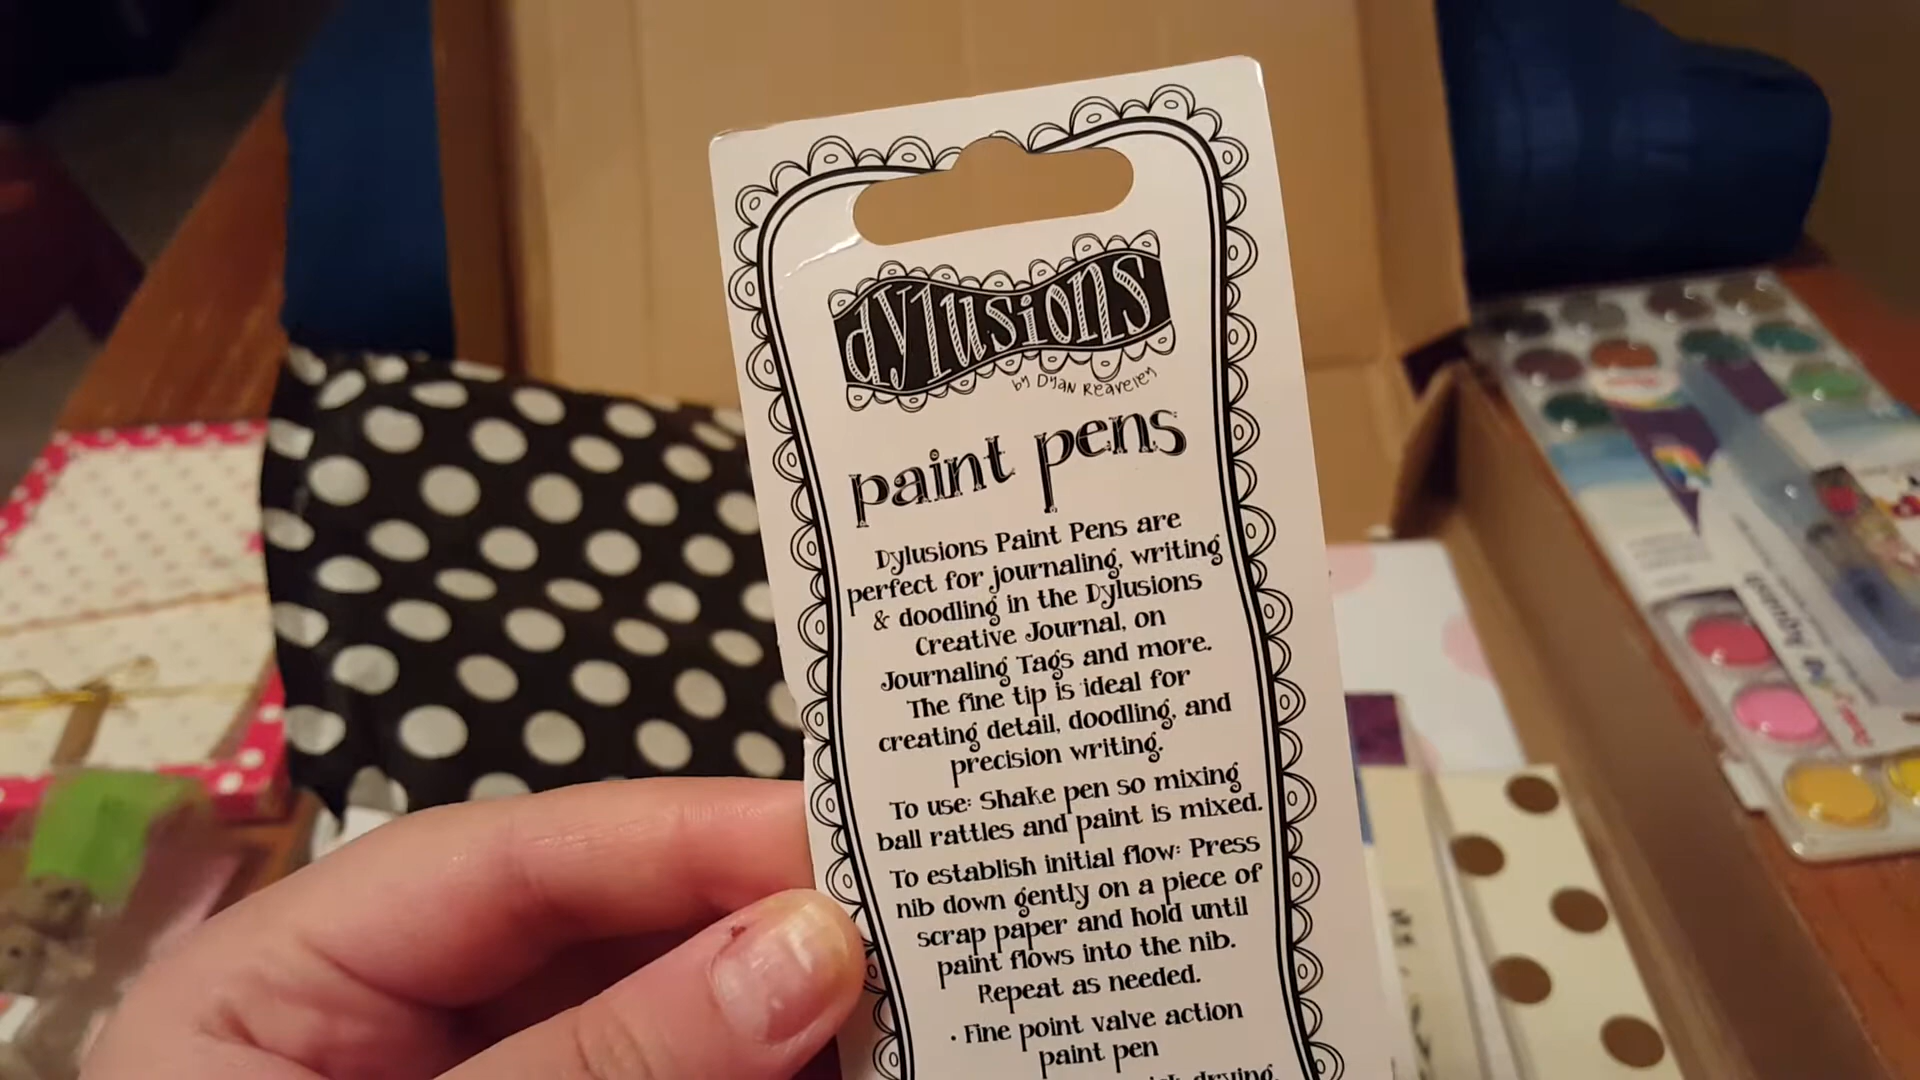 dylusions
by Dyan Reaveley
paint pens
Dylusions Paint Pens are
perfect for journaling, writing
& doodling in the Dylusions
Creative Journal, on
Journaling Tags and more.
The fine tip is ideal for
creating detail, doodling, and
precision writing.
To use: Shake pen so mixing
ball rattles and paint is mixed.
To establish initial flow: Press
nib down gently on a piece of
scrap paper and hold until
paint flows into the nib.
Repeat as needed.
· Fine point valve action
paint pen
drying,